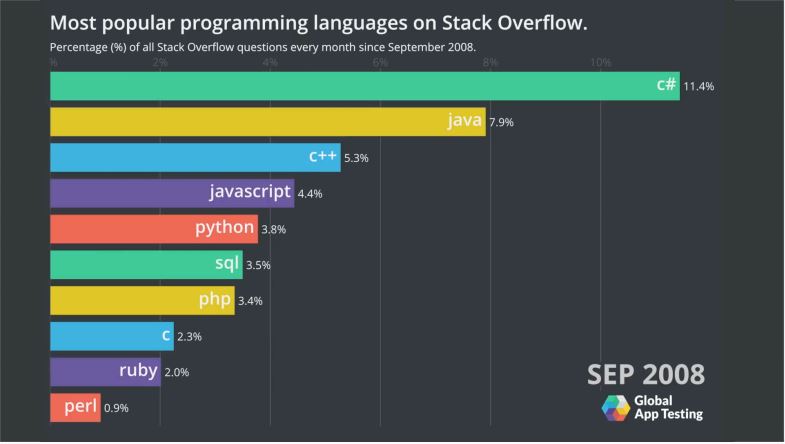 Most popular programming languages on Stack Overflow.
Percentage (%) of all Stack Overflow questions every month since September 2008.
% 2% 4% 6% 8% 10%
c# 11.4%
java 7.9%
c++ 5.3%
javascript 4.4%
python 3.8%
sql 3.5%
php 3.4%
c 2.3%
ruby 2.0%
perl 0.9%
SEP 2008
Global
App Testing